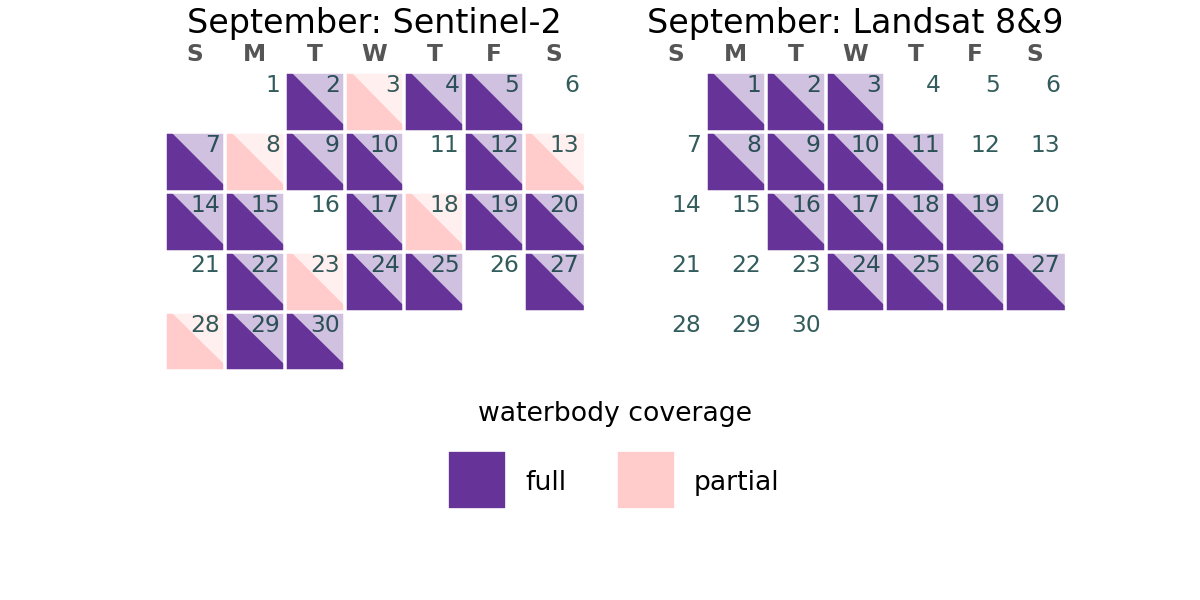 September: Sentinel-2
S M T W T F S
1 2 3 4 5 6
7 8 9 10 11 12 13
14 15 16 17 18 19 20
21 22 23 24 25 26 27
28 29 30
September: Landsat 8&9
S M T W T F S
1 2 3 4 5 6
7 8 9 10 11 12 13
14 15 16 17 18 19 20
21 22 23 24 25 26 27
28 29 30
waterbody coverage
full partial